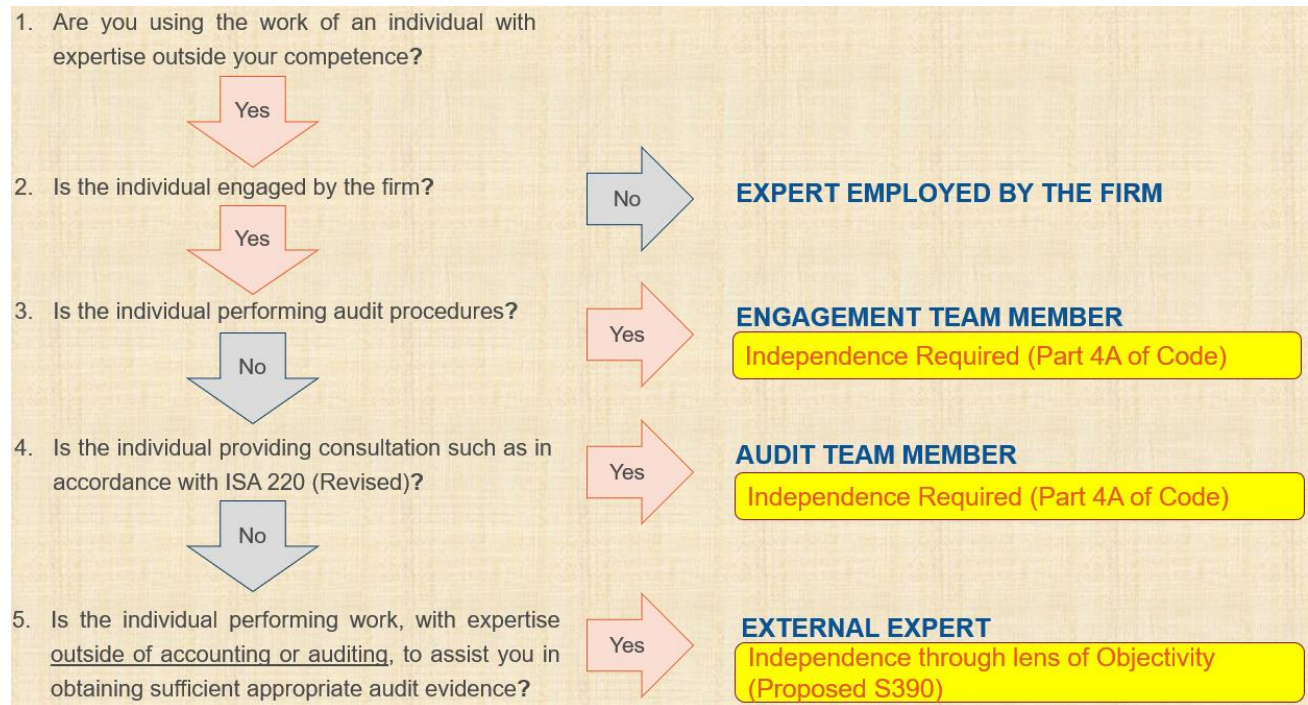 1. Are you using the work of an individual with
expertise outside your competence?
Yes
2. Is the individual engaged by the firm?
No
EXPERT EMPLOYED BY THE FIRM
Yes
3. Is the individual performing audit procedures?
Yes
ENGAGEMENT TEAM MEMBER
Independence Required (Part 4A of Code)
No
4. Is the individual providing consultation such as in
accordance with ISA 220 (Revised)?
Yes
AUDIT TEAM MEMBER
Independence Required (Part 4A of Code)
No
5. Is the individual performing work, with expertise
outside of accounting or auditing, to assist you in
obtaining sufficient appropriate audit evidence?
Yes
EXTERNAL EXPERT
Independence through lens of Objectivity
(Proposed S390)